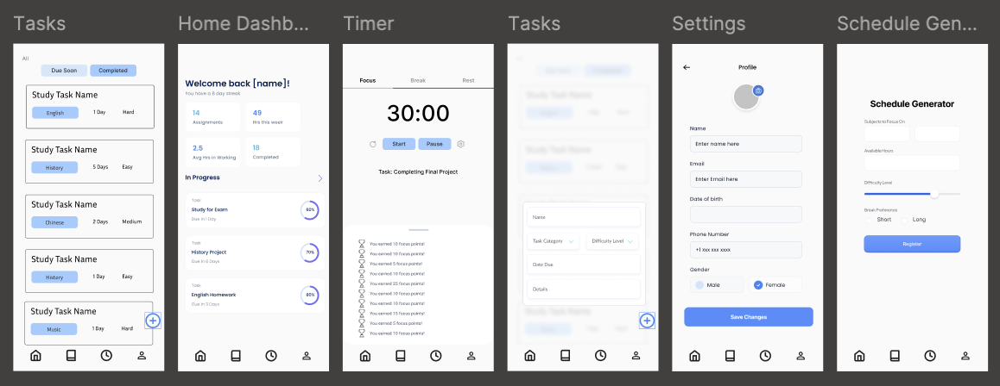 Tasks
All
Due Soon
Completed
Study Task Name
English
1 Day
Hard
Study Task Name
History
5 Days
Easy
Study Task Name
Chinese
2 Days
Medium
Study Task Name
History
1 Day
Easy
Study Task Name
Music
1 Day
Hard
Home Dashb...
Welcome back [name]!
You have a 6 day streak
14
Assignments
49
Hrs this week
2.5
Avg Hrs in Working
18
Completed
In Progress
Task
Study for Exam
Due in 1 Day
60%
Task
History Project
Due in 6 Days
70%
Task
English Homework
Due in 3 Days
80%
Timer
Focus
Break
Rest
30:00
Start
Pause
Task: Completing Final Project
You earned 10 focus points!
You earned 10 focus points!
You earned 5 focus points!
You earned 10 focus points!
You earned 25 focus points!
You earned 10 focus points!
You earned 10 focus points!
You earned 15 focus points!
You earned 5 focus points!
You earned 10 focus points!
Tasks
Name
Task Category
Difficulty Level
Date Due
Details
Settings
Profile
Name
Enter name here
Email
Enter Email here
Date of birth
Phone Number
+1 xxx xxx xxxx
Gender
Male
Female
Save Changes
Schedule Gen...
Schedule Generator
Subjects to Focus On
Available Hours
Difficulty Level
Break Preference
Short
Long
Register